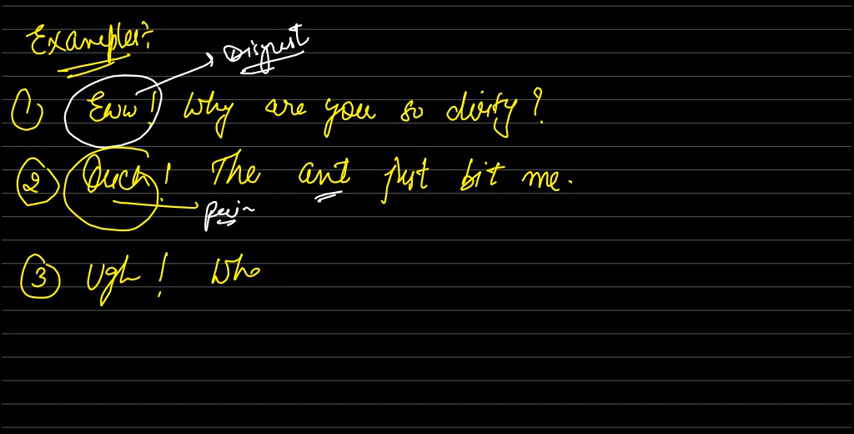 Examples:
Disgust
① Eww! Why are you so dirty?
② Ouch! The ant just bit me.
Pain
③ Ugh! Who